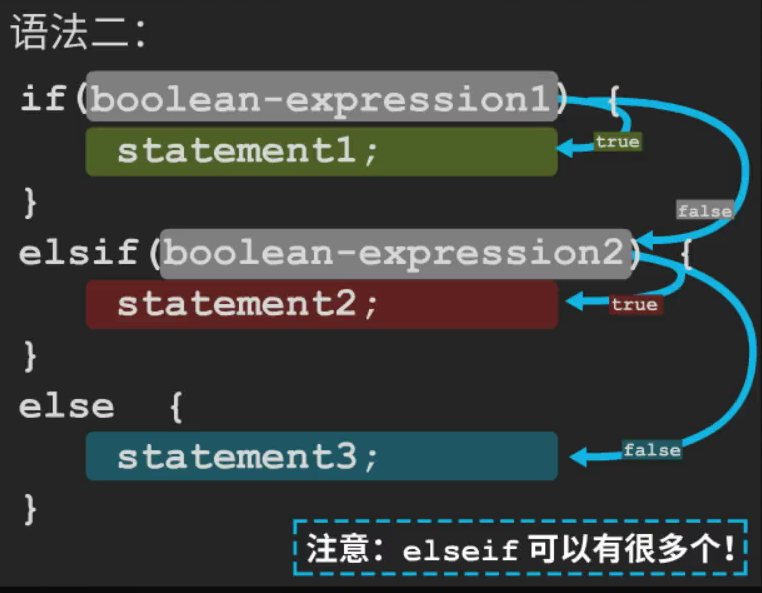 语法二：
if(boolean-expression1) {
statement1;
true
}
false
elsif(boolean-expression2) {
statement2;
true
}
else {
statement3;
false
}
注意：elseif 可以有很多个！